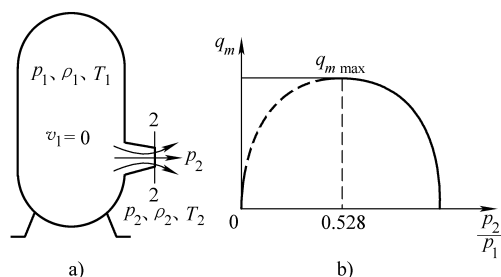 p₁、ρ₁、T₁
v₁=0
2
p₂
2
p₂、ρ₂、T₂
a)
qₘ
qₘ max
0
0.528
p₂/p₁
b)